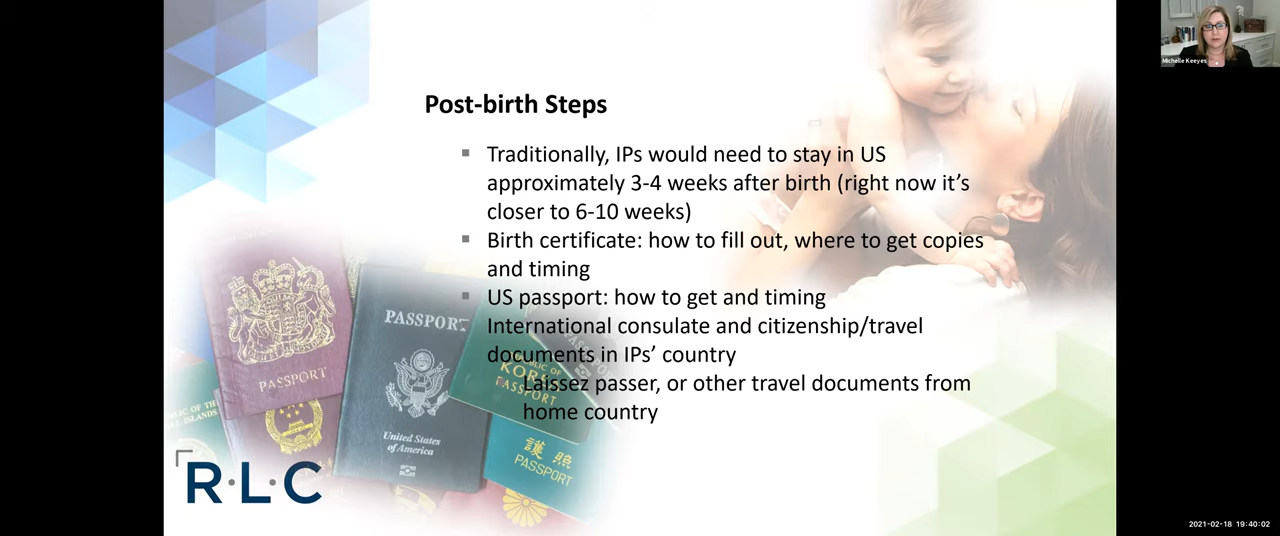 Michelle Keeyes
Post-birth Steps
Traditionally, IPs would need to stay in US
approximately 3-4 weeks after birth (right now it’s
closer to 6-10 weeks)
Birth certificate: how to fill out, where to get copies
and timing
US passport: how to get and timing
International consulate and citizenship/travel
documents in IPs’ country
Laissez passer, or other travel documents from
home country
PASSPORT
PASSPORT
United States
of America
REPUBLIC OF
KOREA
PASSPORT
護照
PASSPORT
R·L·C
2021-02-18 19:40:02